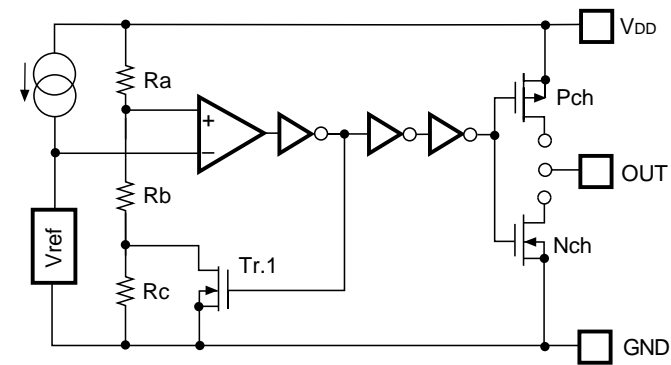 VDD
Ra
Pch
+
−
Rb
OUT
Vref
Tr.1
Nch
Rc
GND